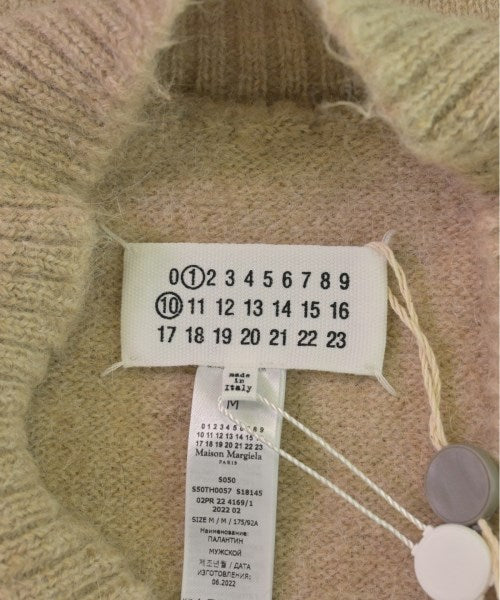 0 1 2 3 4 5 6 7 8 9
10 11 12 13 14 15 16
17 18 19 20 21 22 23
made
in
Italy
M
0 1 2 3 4 5 6 7 8 9
10 11 12 13 14 15 16
17 18 19 20 21 22 23
Maison Margiela
PARIS
S050
S50TH0057 S18145
02PR 22 4169/1
2022 02
SIZE M / M / 175/92A
Наименование:
ПАЛАНТИН
МУЖСКОЙ
제조년월 / ДАТА
ИЗГОТОВЛЕНИЯ:
06.2022